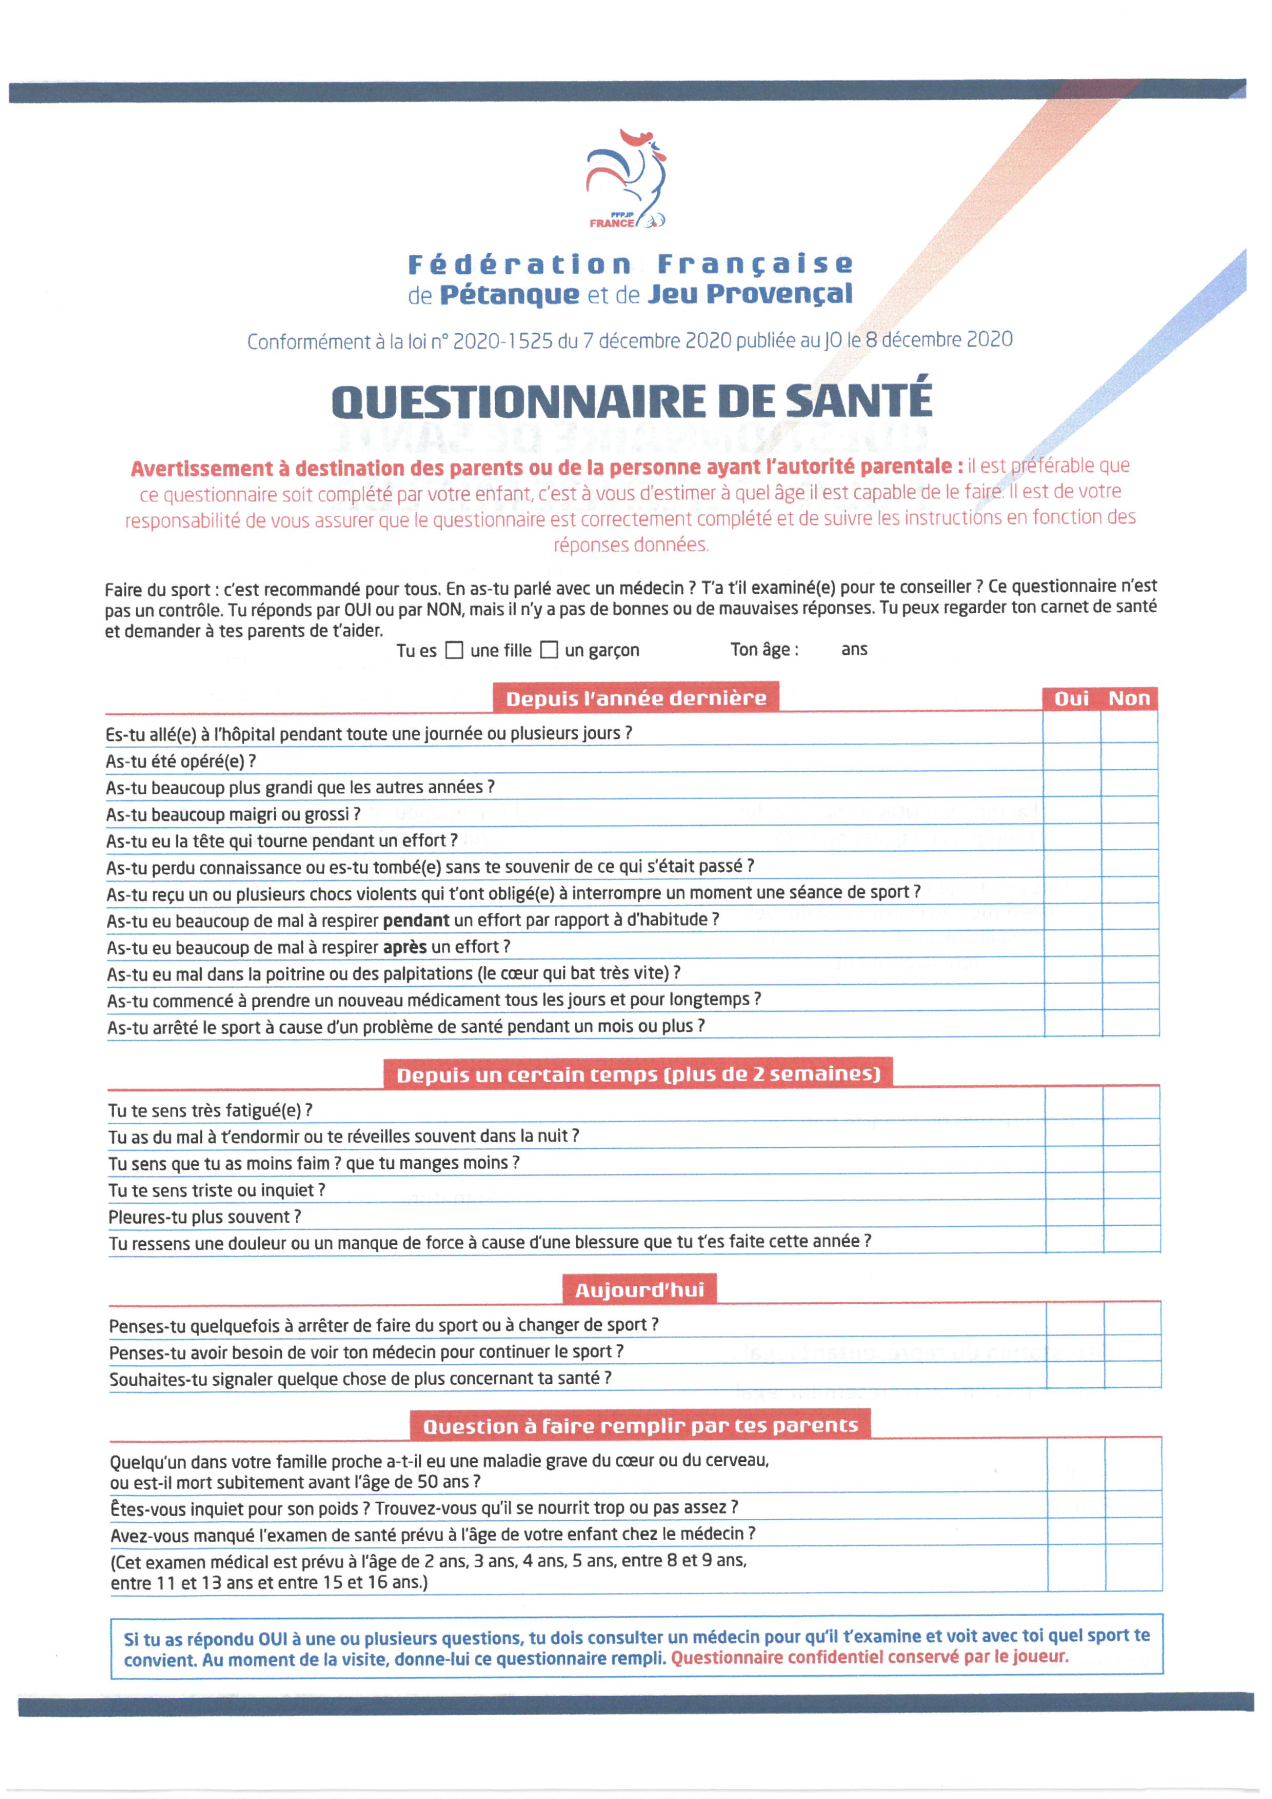 FFPJP
FRANCE
Fédération Française
de Pétanque et de Jeu Provençal
Conformément à la loi n° 2020-1525 du 7 décembre 2020 publiée au JO le 8 décembre 2020
QUESTIONNAIRE DE SANTÉ
Avertissement à destination des parents ou de la personne ayant l'autorité parentale : il est préférable que
ce questionnaire soit complété par votre enfant, c'est à vous d'estimer à quel âge il est capable de le faire. Il est de votre
responsabilité de vous assurer que le questionnaire est correctement complété et de suivre les instructions en fonction des
réponses données.
Faire du sport : c'est recommandé pour tous. En as-tu parlé avec un médecin ? T'a t'il examiné(e) pour te conseiller ? Ce questionnaire n'est
pas un contrôle. Tu réponds par OUI ou par NON, mais il n'y a pas de bonnes ou de mauvaises réponses. Tu peux regarder ton carnet de santé
et demander à tes parents de t'aider.
Tu es □ une fille □ un garçon Ton âge : ans
Depuis l'année dernière Oui Non
Es-tu allé(e) à l'hôpital pendant toute une journée ou plusieurs jours ?
As-tu été opéré(e) ?
As-tu beaucoup plus grandi que les autres années ?
As-tu beaucoup maigri ou grossi ?
As-tu eu la tête qui tourne pendant un effort ?
As-tu perdu connaissance ou es-tu tombé(e) sans te souvenir de ce qui s'était passé ?
As-tu reçu un ou plusieurs chocs violents qui t'ont obligé(e) à interrompre un moment une séance de sport ?
As-tu eu beaucoup de mal à respirer pendant un effort par rapport à d'habitude ?
As-tu eu beaucoup de mal à respirer après un effort ?
As-tu eu mal dans la poitrine ou des palpitations (le cœur qui bat très vite) ?
As-tu commencé à prendre un nouveau médicament tous les jours et pour longtemps ?
As-tu arrêté le sport à cause d'un problème de santé pendant un mois ou plus ?
Depuis un certain temps (plus de 2 semaines)
Tu te sens très fatigué(e) ?
Tu as du mal à t'endormir ou te réveilles souvent dans la nuit ?
Tu sens que tu as moins faim ? que tu manges moins ?
Tu te sens triste ou inquiet ?
Pleures-tu plus souvent ?
Tu ressens une douleur ou un manque de force à cause d'une blessure que tu t'es faite cette année ?
Aujourd'hui
Penses-tu quelquefois à arrêter de faire du sport ou à changer de sport ?
Penses-tu avoir besoin de voir ton médecin pour continuer le sport ?
Souhaites-tu signaler quelque chose de plus concernant ta santé ?
Question à faire remplir par tes parents
Quelqu'un dans votre famille proche a-t-il eu une maladie grave du cœur ou du cerveau,
ou est-il mort subitement avant l'âge de 50 ans ?
Êtes-vous inquiet pour son poids ? Trouvez-vous qu'il se nourrit trop ou pas assez ?
Avez-vous manqué l'examen de santé prévu à l'âge de votre enfant chez le médecin ?
(Cet examen médical est prévu à l'âge de 2 ans, 3 ans, 4 ans, 5 ans, entre 8 et 9 ans,
entre 11 et 13 ans et entre 15 et 16 ans.)
Si tu as répondu OUI à une ou plusieurs questions, tu dois consulter un médecin pour qu'il t'examine et voit avec toi quel sport te
convient. Au moment de la visite, donne-lui ce questionnaire rempli. Questionnaire confidentiel conservé par le joueur.